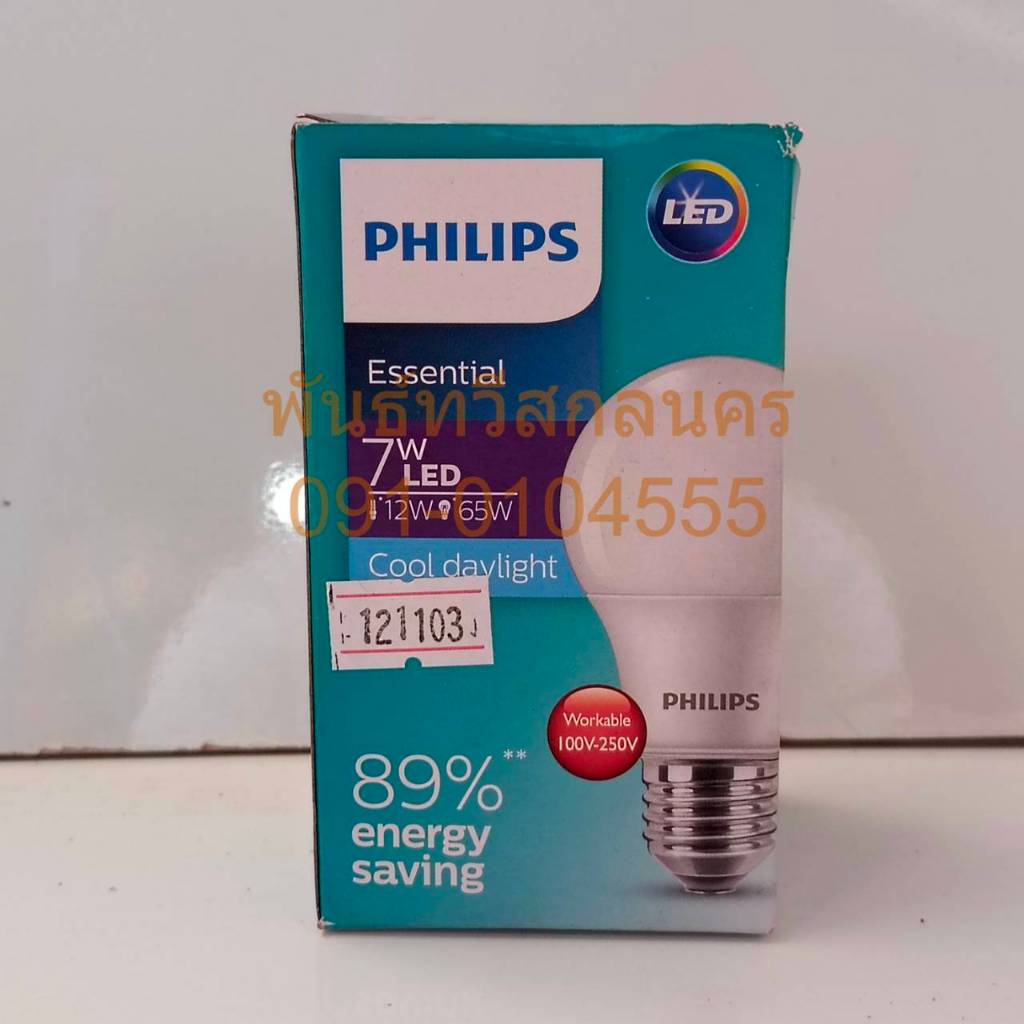 PHILIPS
LED
Essential
พันธ์ทวีสกลนคร
7W LED
091-0104555
12W 65W
Cool daylight
121103
PHILIPS
Workable
100V-250V
89%**
energy
saving